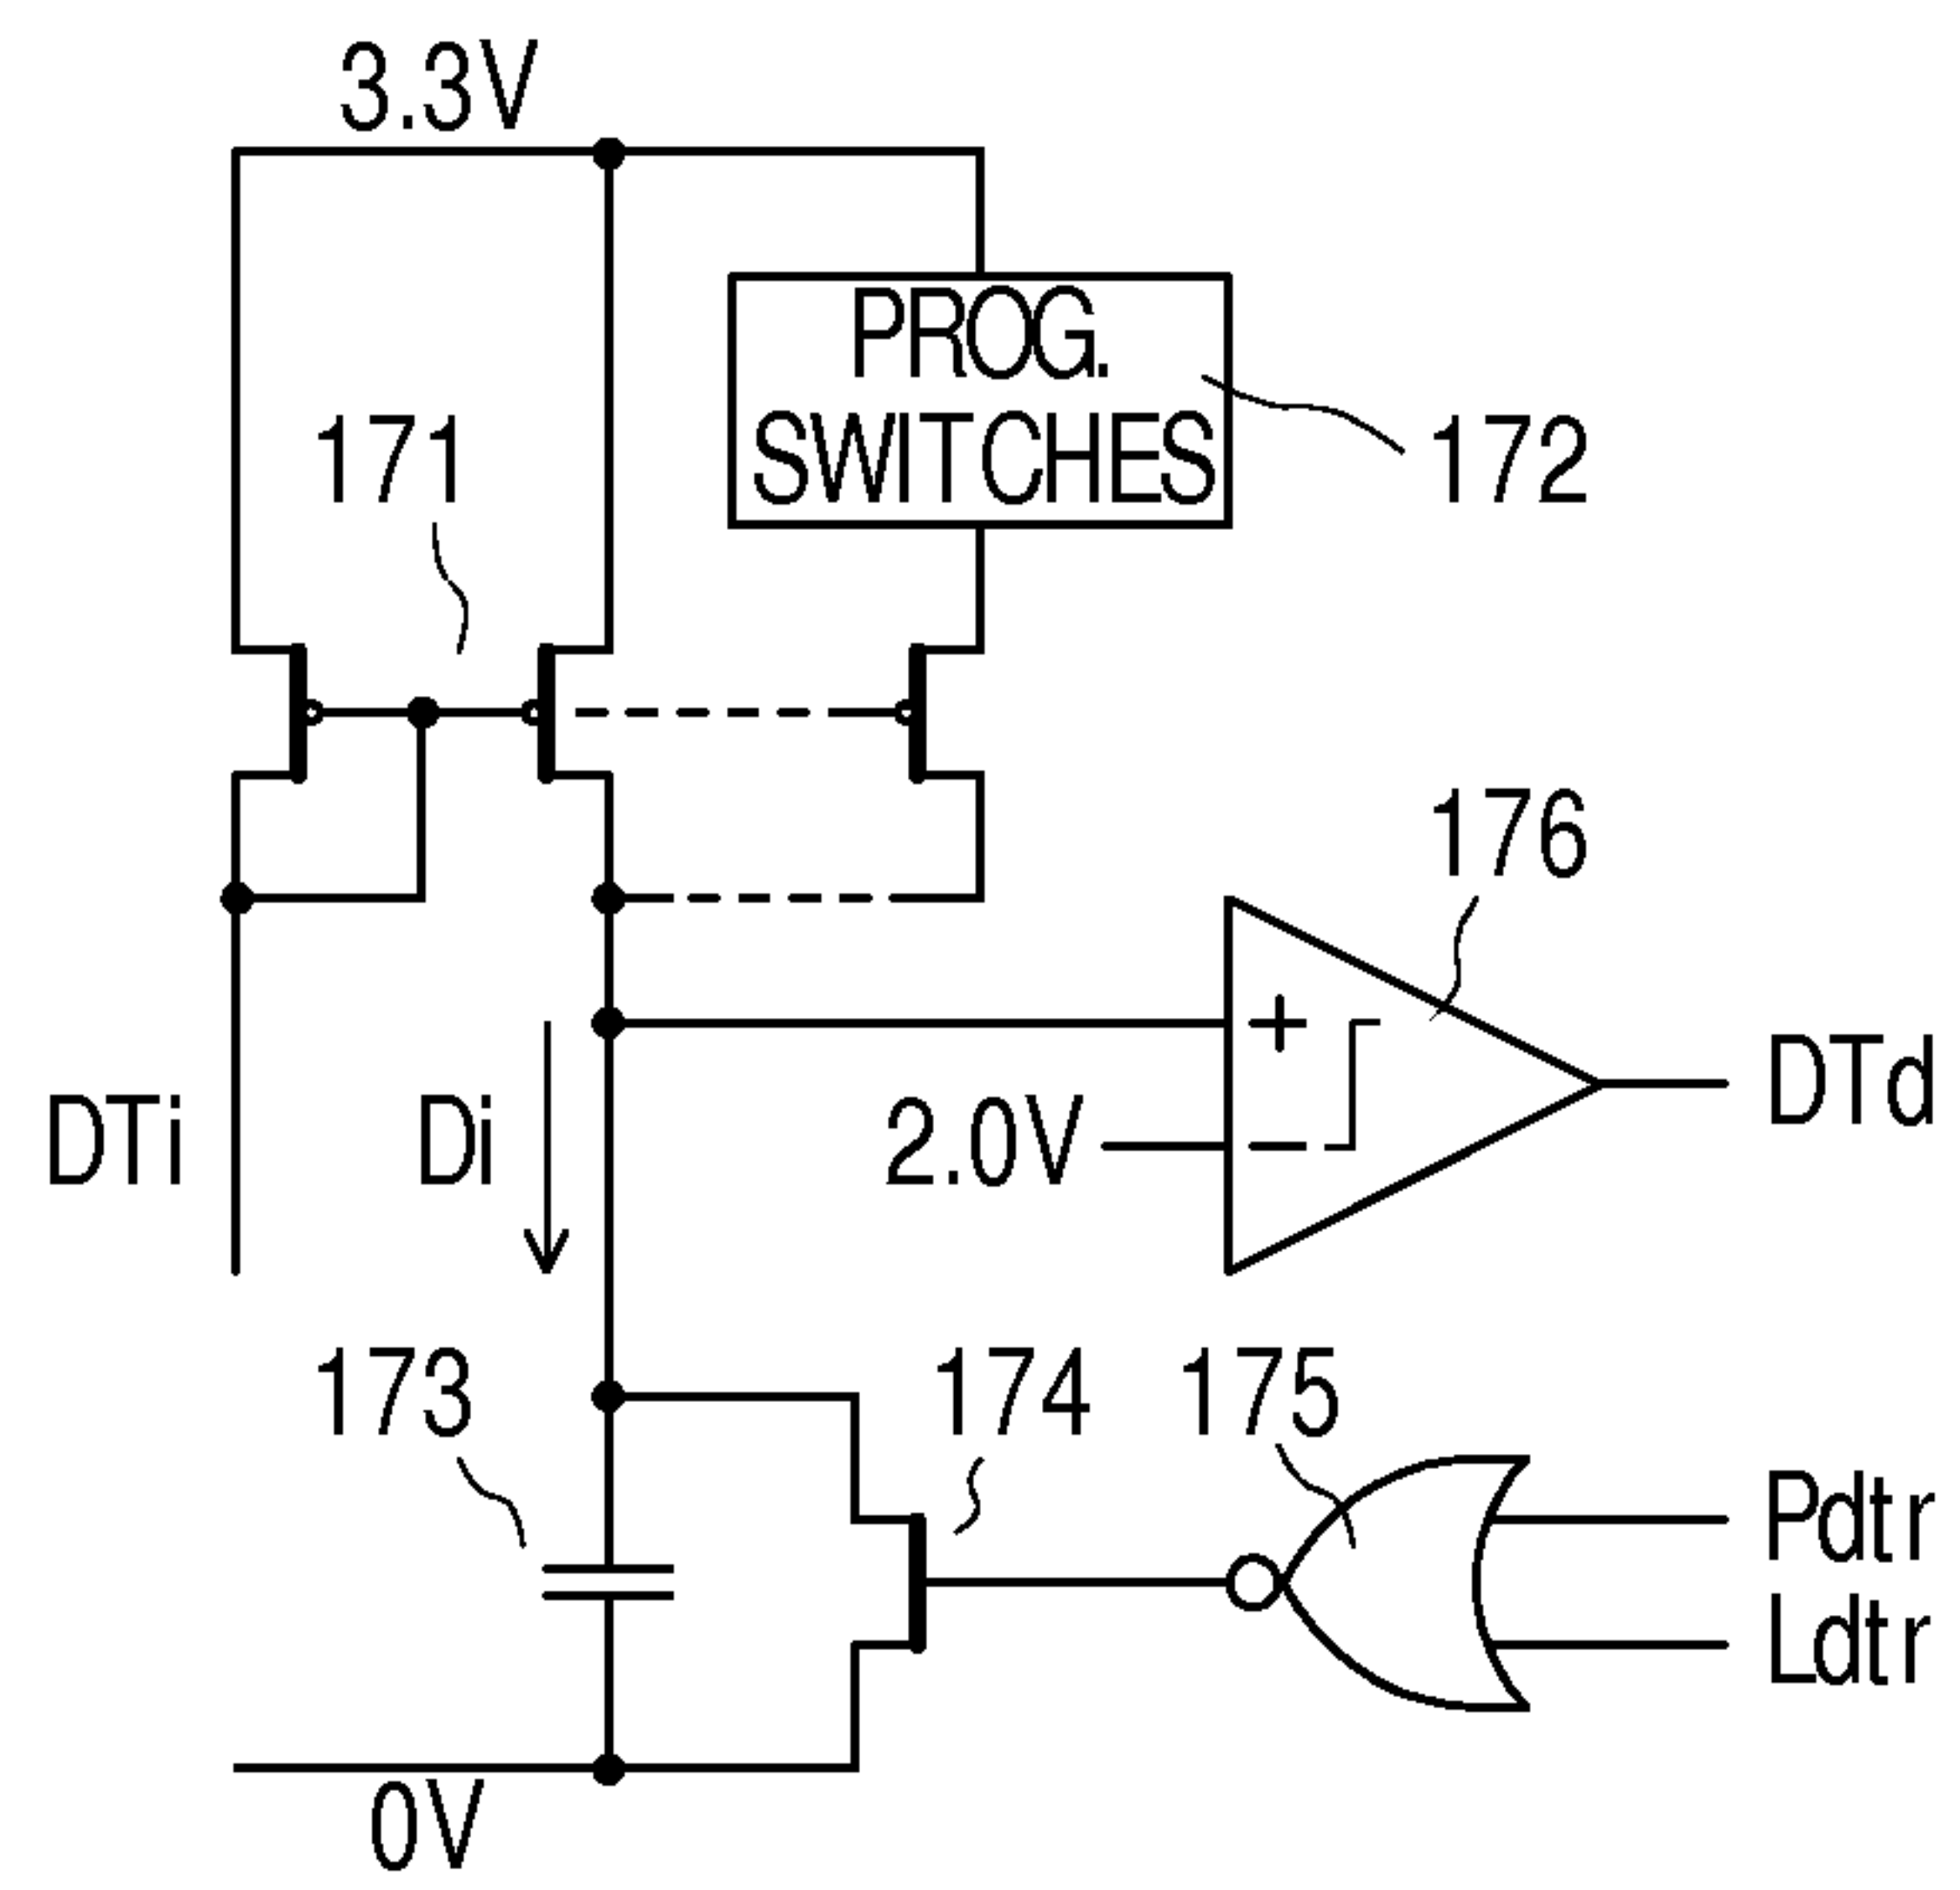 3.3V
PROG.
SWITCHES
171
172
176
DTi
Di
2.0V
+
−
DTd
173
174
175
Pdtr
Ldtr
0V